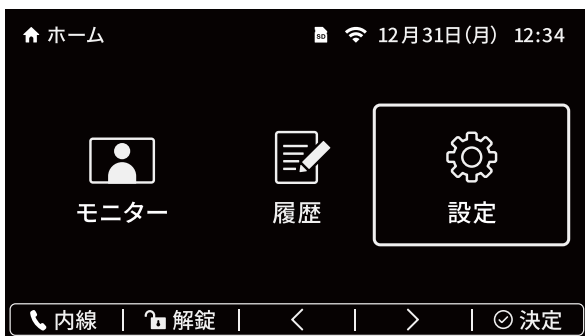 ホーム SD 12月31日(月) 12:34
モニター 履歴 設定
内線 解錠 < > 決定